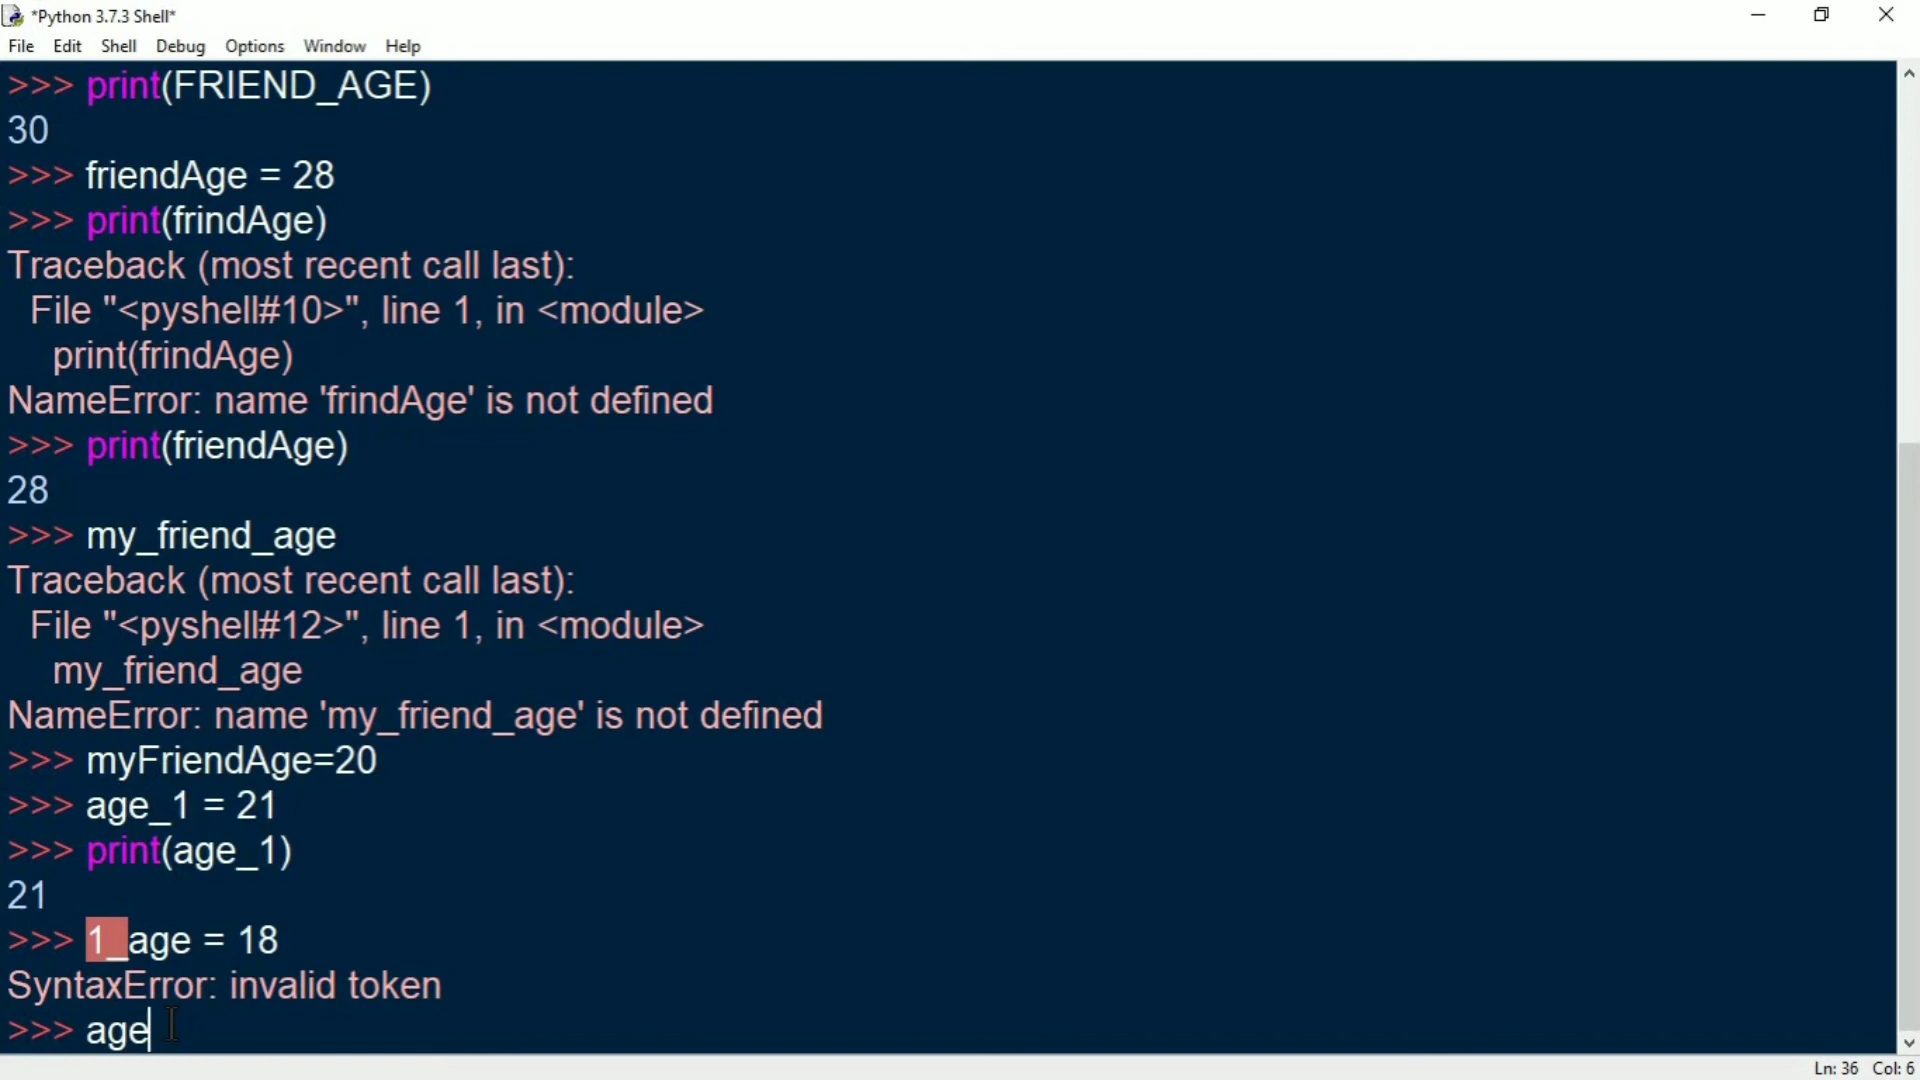 *Python 3.7.3 Shell*
File Edit Shell Debug Options Window Help
>>> print(FRIEND_AGE)
30
>>> friendAge = 28
>>> print(frindAge)
Traceback (most recent call last):
  File "<pyshell#10>", line 1, in <module>
    print(frindAge)
NameError: name 'frindAge' is not defined
>>> print(friendAge)
28
>>> my_friend_age
Traceback (most recent call last):
  File "<pyshell#12>", line 1, in <module>
    my_friend_age
NameError: name 'my_friend_age' is not defined
>>> myFriendAge=20
>>> age_1 = 21
>>> print(age_1)
21
>>> 1_age = 18
SyntaxError: invalid token
>>> age
Ln: 36 Col: 6